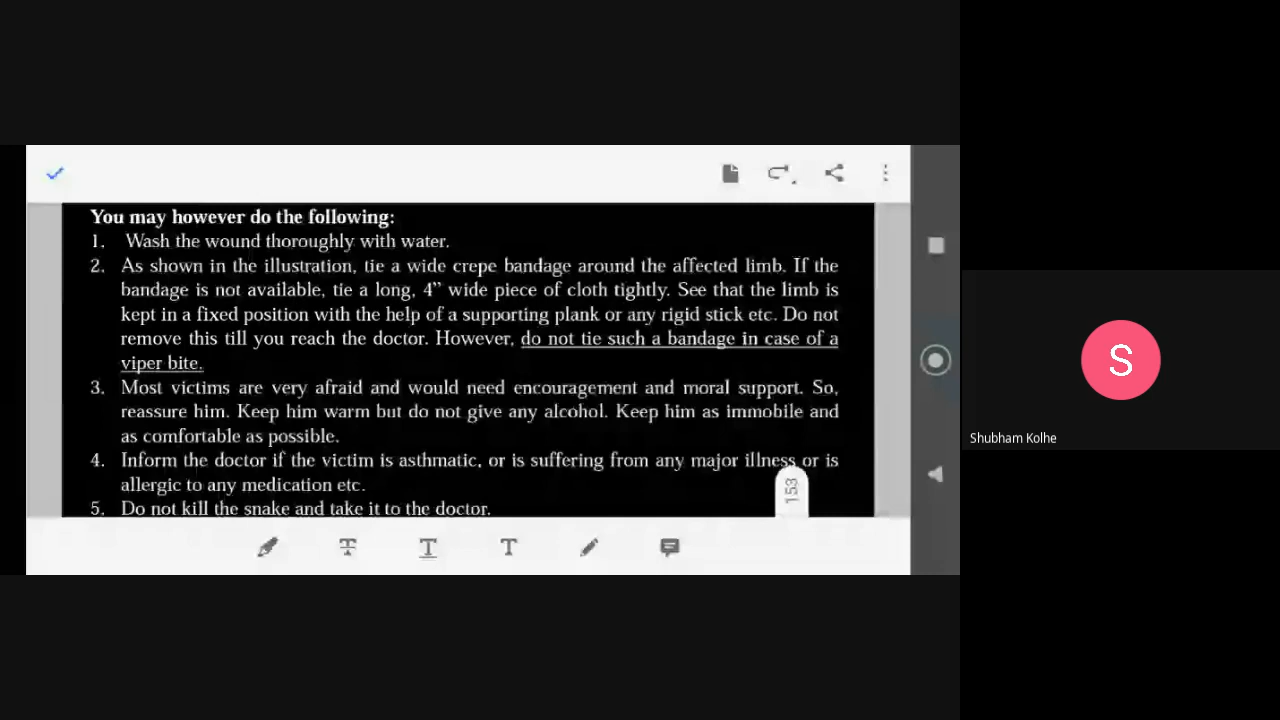 You may however do the following:
1. Wash the wound thoroughly with water.
2. As shown in the illustration, tie a wide crepe bandage around the affected limb. If the
bandage is not available, tie a long, 4” wide piece of cloth tightly. See that the limb is
kept in a fixed position with the help of a supporting plank or any rigid stick etc. Do not
remove this till you reach the doctor. However, do not tie such a bandage in case of a
viper bite.
3. Most victims are very afraid and would need encouragement and moral support. So,
reassure him. Keep him warm but do not give any alcohol. Keep him as immobile and
as comfortable as possible.
4. Inform the doctor if the victim is asthmatic, or is suffering from any major illness or is
allergic to any medication etc.
5. Do not kill the snake and take it to the doctor.
153
T
T
T
S
Shubham Kolhe